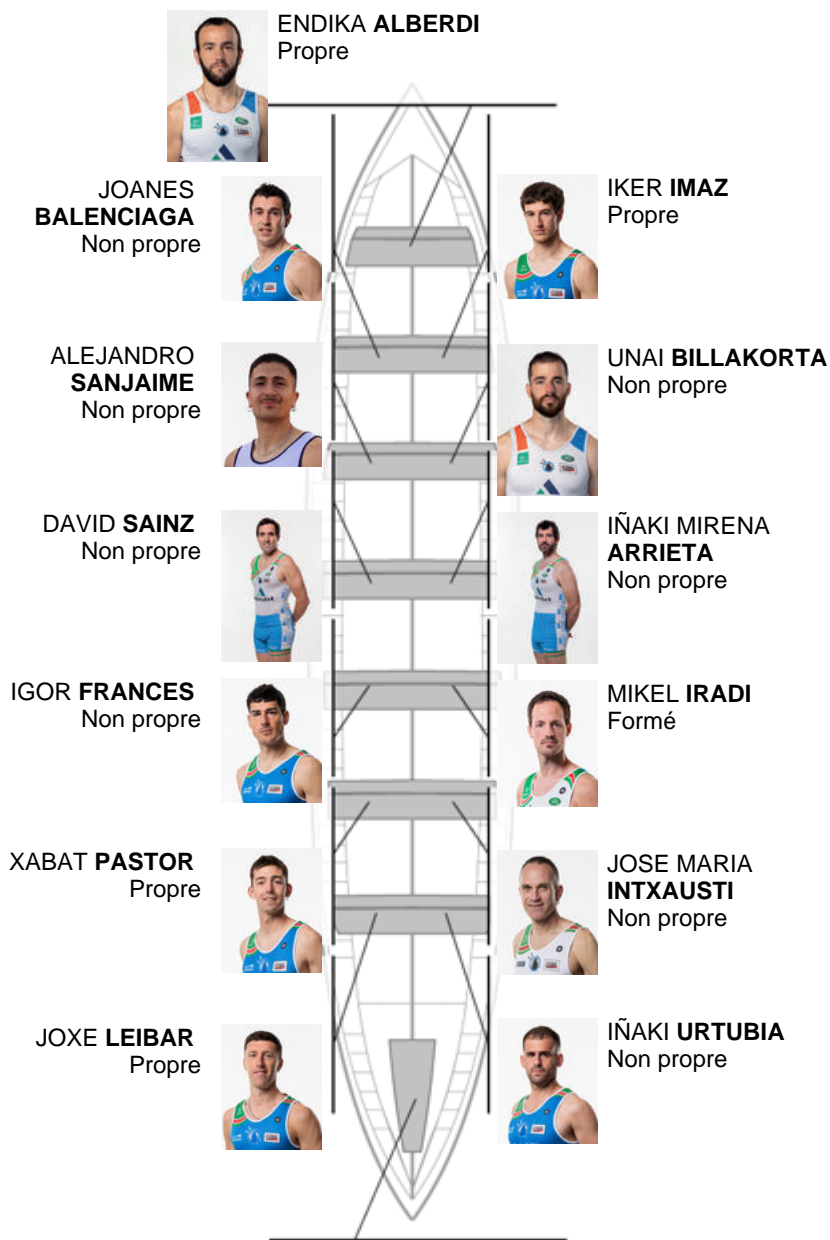 ENDIKA ALBERDI
Propre
JOANES
BALENCIAGA
Non propre
IKER IMAZ
Propre
ALEJANDRO
SANJAIME
Non propre
UNAI BILLAKORTA
Non propre
DAVID SAINZ
Non propre
IÑAKI MIRENA
ARRIETA
Non propre
IGOR FRANCES
Non propre
MIKEL IRADI
Formé
XABAT PASTOR
Propre
JOSE MARIA
INTXAUSTI
Non propre
JOXE LEIBAR
Propre
IÑAKI URTUBIA
Non propre